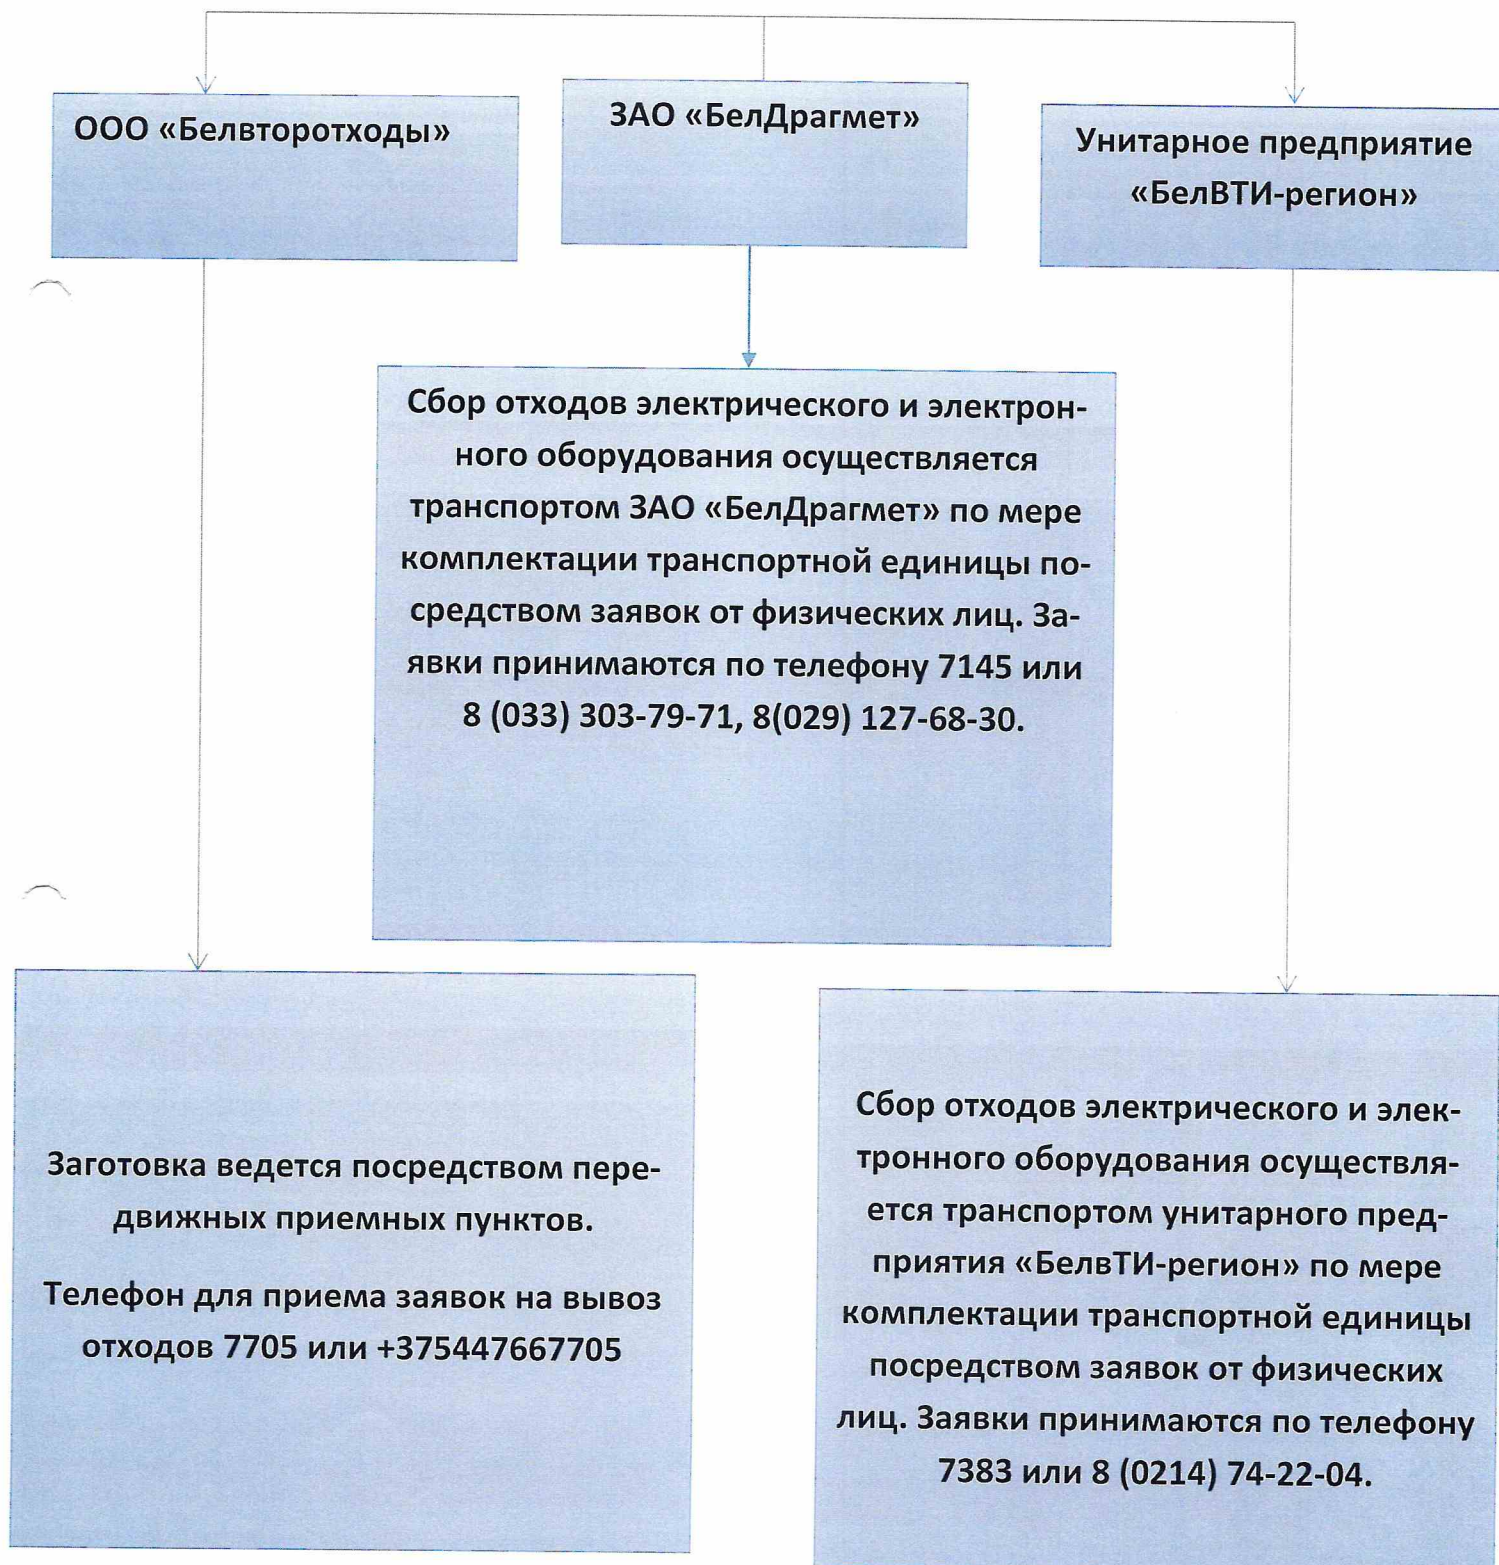 ООО «Белвторотходы»
ЗАО «БелДрагмет»
Унитарное предприятие
«БелВТИ-регион»
Сбор отходов электрического и электрон-
ного оборудования осуществляется
транспортом ЗАО «БелДрагмет» по мере
комплектации транспортной единицы по-
средством заявок от физических лиц. За-
явки принимаются по телефону 7145 или
8 (033) 303-79-71, 8(029) 127-68-30.
Заготовка ведется посредством пере-
движных приемных пунктов.
Телефон для приема заявок на вывоз
отходов 7705 или +375447667705
Сбор отходов электрического и элек-
тронного оборудования осуществля-
ется транспортом унитарного пред-
приятия «БелвТИ-регион» по мере
комплектации транспортной единицы
посредством заявок от физических
лиц. Заявки принимаются по телефону
7383 или 8 (0214) 74-22-04.